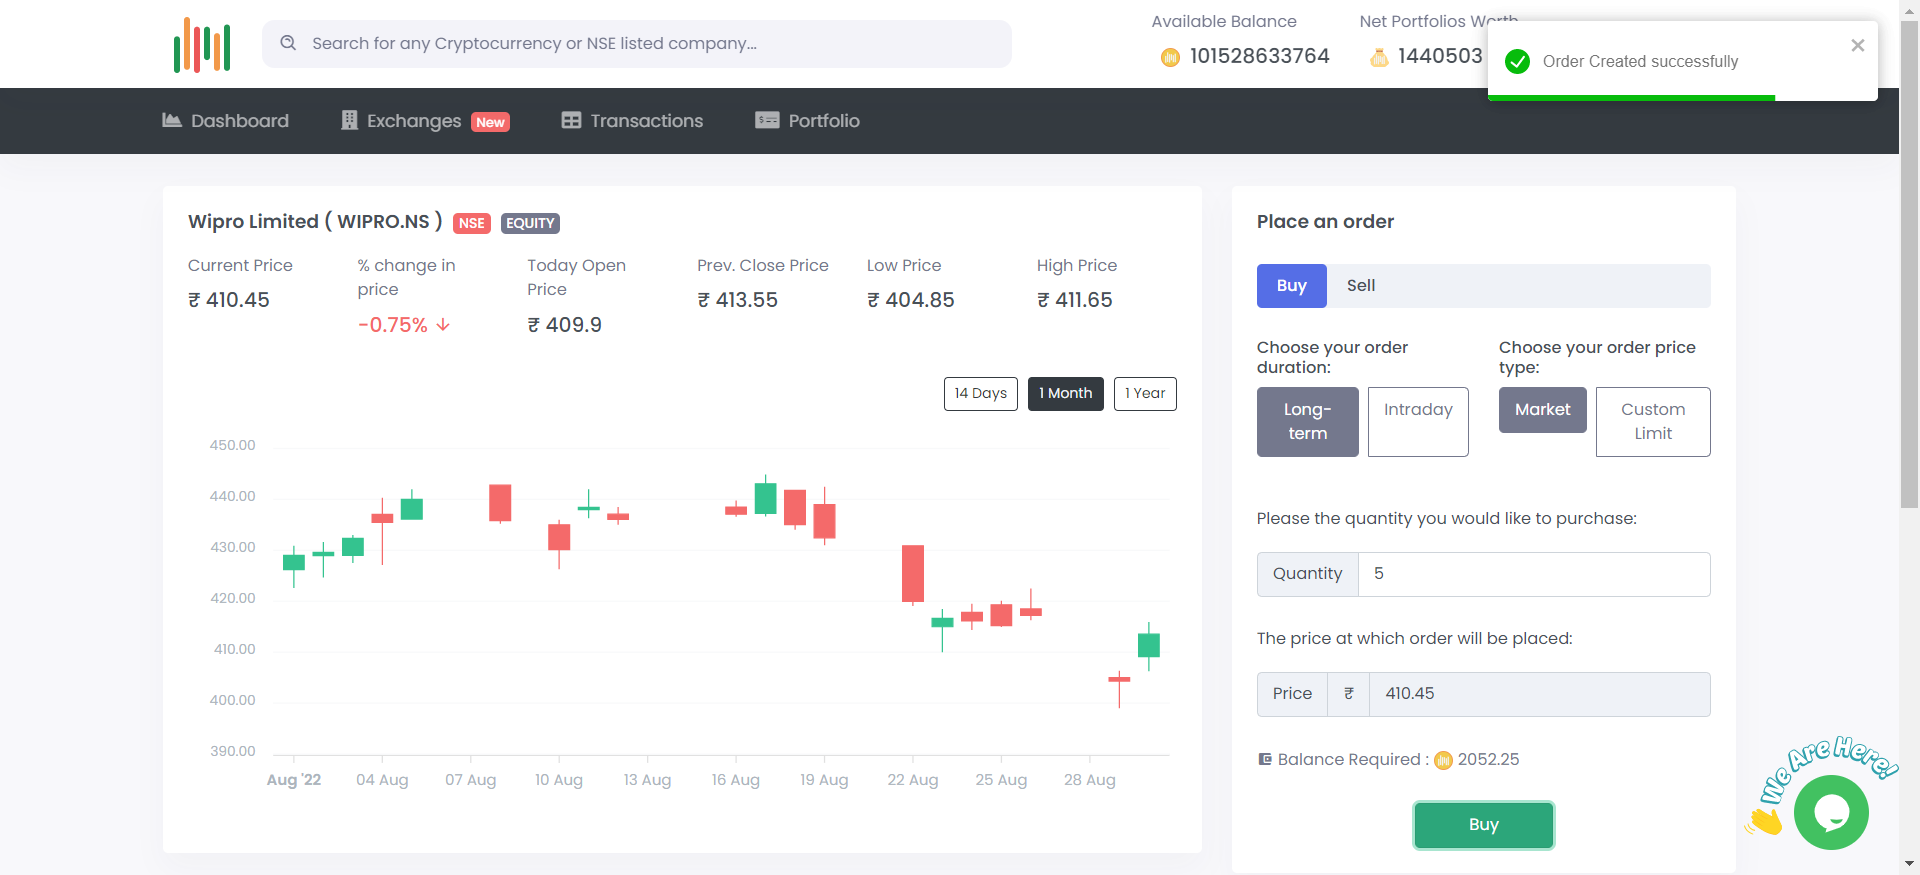 Search for any Cryptocurrency or NSE listed company...
Available Balance
101528633764
Net Portfolios Worth
1440503
Order Created successfully
Dashboard
Exchanges New
Transactions
Portfolio
Wipro Limited ( WIPRO.NS ) NSE EQUITY
Current Price
₹ 410.45
% change in
price
-0.75%
Today Open
Price
₹ 409.9
Prev. Close Price
₹ 413.55
Low Price
₹ 404.85
High Price
₹ 411.65
14 Days
1 Month
1 Year
450.00
440.00
430.00
420.00
410.00
400.00
390.00
Aug '22
04 Aug
07 Aug
10 Aug
13 Aug
16 Aug
19 Aug
22 Aug
25 Aug
28 Aug
Place an order
Buy
Sell
Choose your order
duration:
Long-
term
Intraday
Choose your order price
type:
Market
Custom
Limit
Please the quantity you would like to purchase:
Quantity
5
The price at which order will be placed:
Price
₹
410.45
Balance Required : 2052.25
Buy
We Are Here!